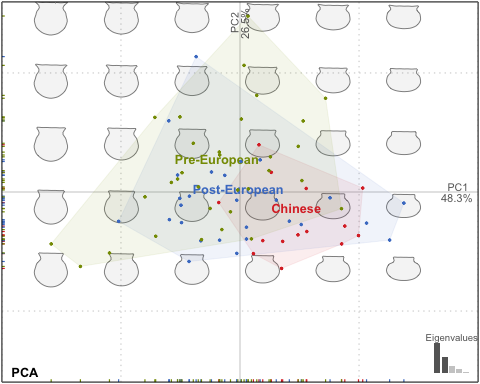 PC2
26.5%
Pre-European
Post-European
PC1
48.3%
Chinese
Eigenvalues
PCA